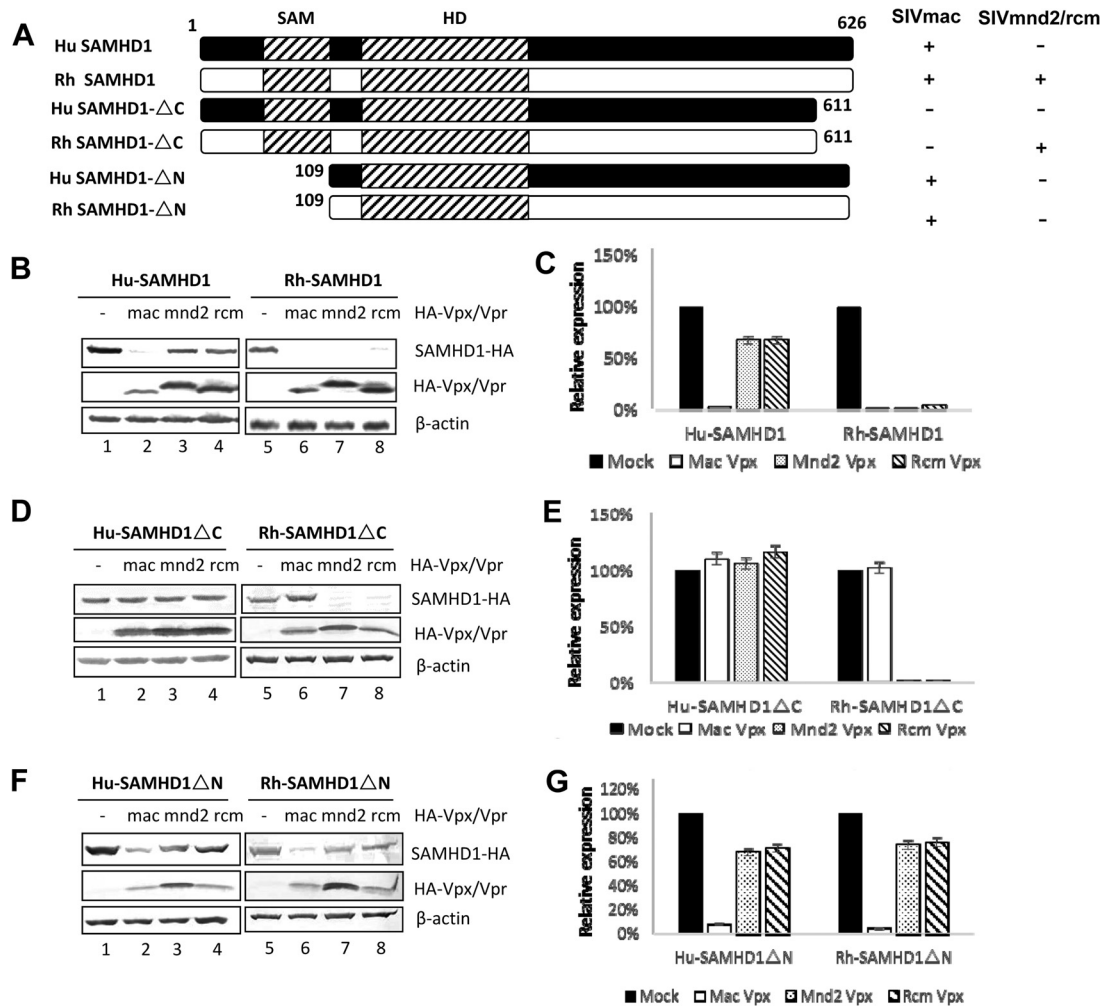 A
1 SAM HD 626 SIVmac SIVmnd2/rcm
Hu SAMHD1 + –
Rh SAMHD1 + +
Hu SAMHD1-△C 611 – –
Rh SAMHD1-△C 611 – +
Hu SAMHD1-△N 109 + –
Rh SAMHD1-△N 109 + –
B
Hu-SAMHD1 Rh-SAMHD1
- mac mnd2 rcm - mac mnd2 rcm HA-Vpx/Vpr
SAMHD1-HA
HA-Vpx/Vpr
β-actin
1 2 3 4 5 6 7 8
C
Relative expression
150%
100%
50%
0%
Hu-SAMHD1 Rh-SAMHD1
Mock Mac Vpx Mnd2 Vpx Rcm Vpx
D
Hu-SAMHD1△C Rh-SAMHD1△C
- mac mnd2 rcm - mac mnd2 rcm HA-Vpx/Vpr
SAMHD1-HA
HA-Vpx/Vpr
β-actin
1 2 3 4 5 6 7 8
E
Relative expression
150%
100%
50%
0%
Hu-SAMHD1△C Rh-SAMHD1△C
Mock Mac Vpx Mnd2 Vpx Rcm Vpx
F
Hu-SAMHD1△N Rh-SAMHD1△N
- mac mnd2 rcm - mac mnd2 rcm HA-Vpx/Vpr
SAMHD1-HA
HA-Vpx/Vpr
β-actin
1 2 3 4 5 6 7 8
G
Relative expression
120%
100%
80%
60%
40%
20%
0%
Hu-SAMHD1△N Rh-SAMHD1△N
Mock Mac Vpx Mnd2 Vpx Rcm Vpx